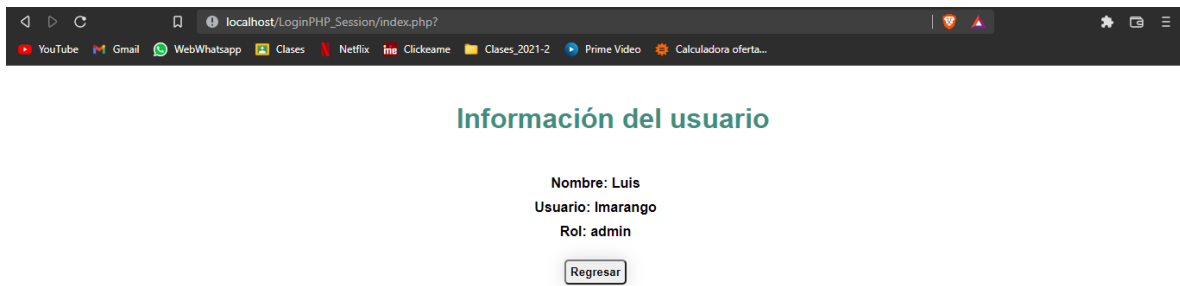 localhost/LoginPHP_Session/index.php?
YouTube Gmail WebWhatsapp Clases Netflix ine Clickeame Clases_2021-2 Prime Video Calculadora oferta...
Información del usuario
Nombre: Luis
Usuario: lmarango
Rol: admin
Regresar